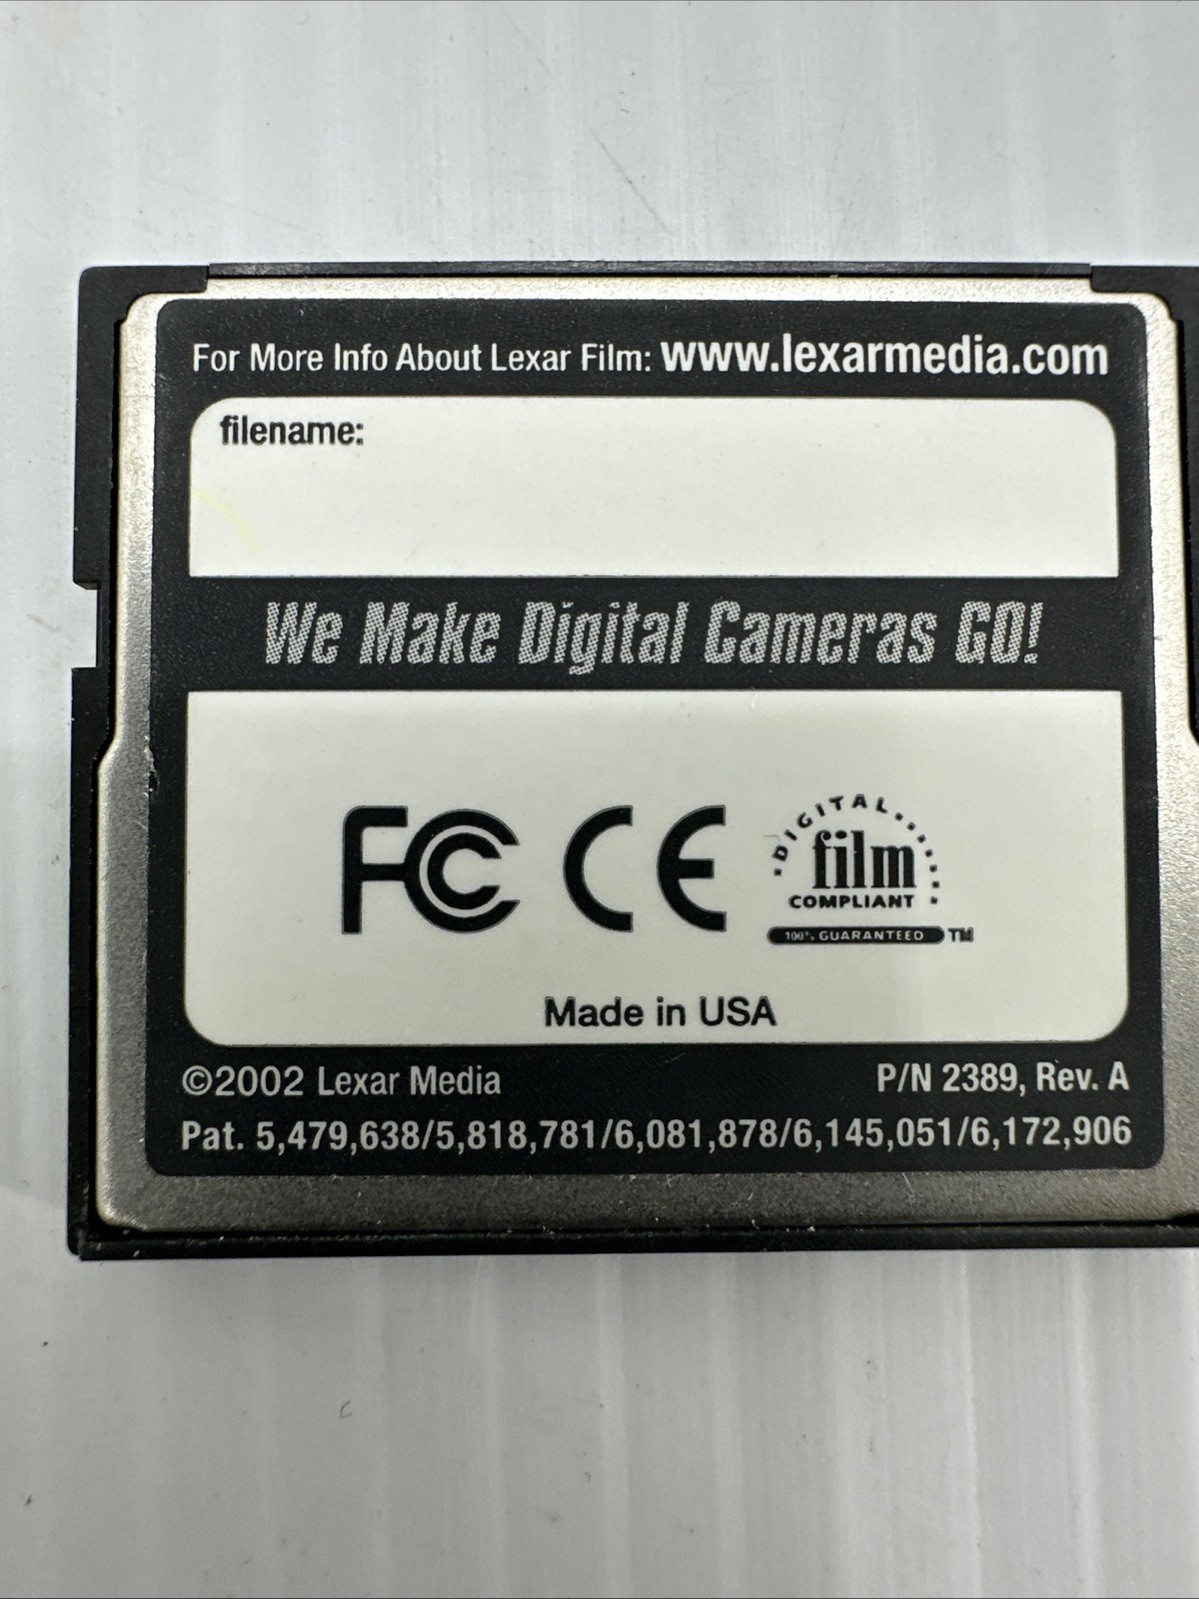 For More Info About Lexar Film: www.lexarmedia.com
filename:
We Make Digital Cameras GO!
FC CE DIGITAL film COMPLIANT
100% GUARANTEED TM
Made in USA
©2002 Lexar Media P/N 2389, Rev. A
Pat. 5,479,638/5,818,781/6,081,878/6,145,051/6,172,906